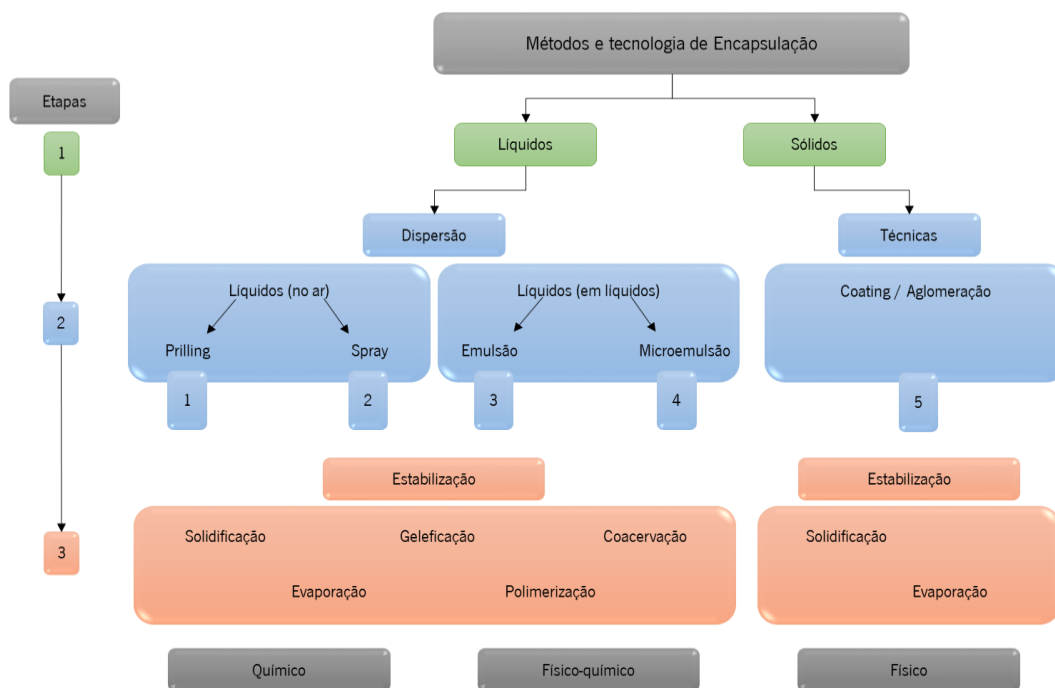 Métodos e tecnologia de Encapsulação
Etapas
1
Líquidos
Sólidos
Dispersão
Técnicas
2
Líquidos (no ar)
Líquidos (em líquidos)
Coating / Aglomeração
Prilling
Spray
Emulsão
Microemulsão
1
2
3
4
5
Estabilização
Estabilização
3
Solidificação
Geleficação
Coacervação
Solidificação
Evaporação
Polimerização
Evaporação
Químico
Físico-químico
Físico